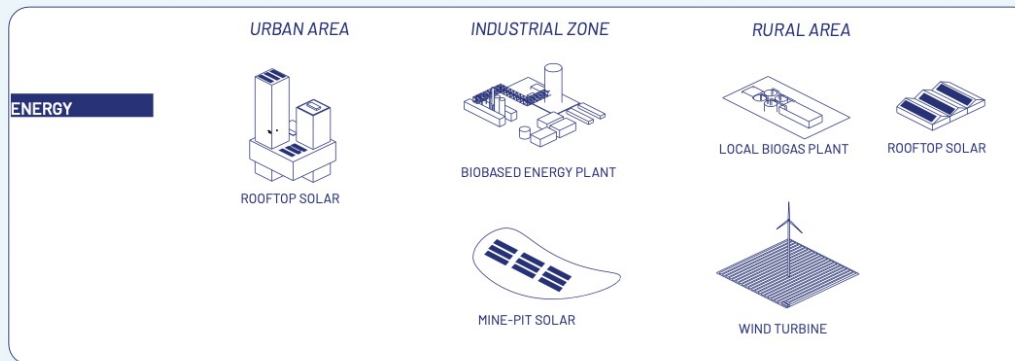 URBAN AREA
INDUSTRIAL ZONE
RURAL AREA
ENERGY
ROOFTOP SOLAR
BIOBASED ENERGY PLANT
LOCAL BIOGAS PLANT
ROOFTOP SOLAR
MINE-PIT SOLAR
WIND TURBINE